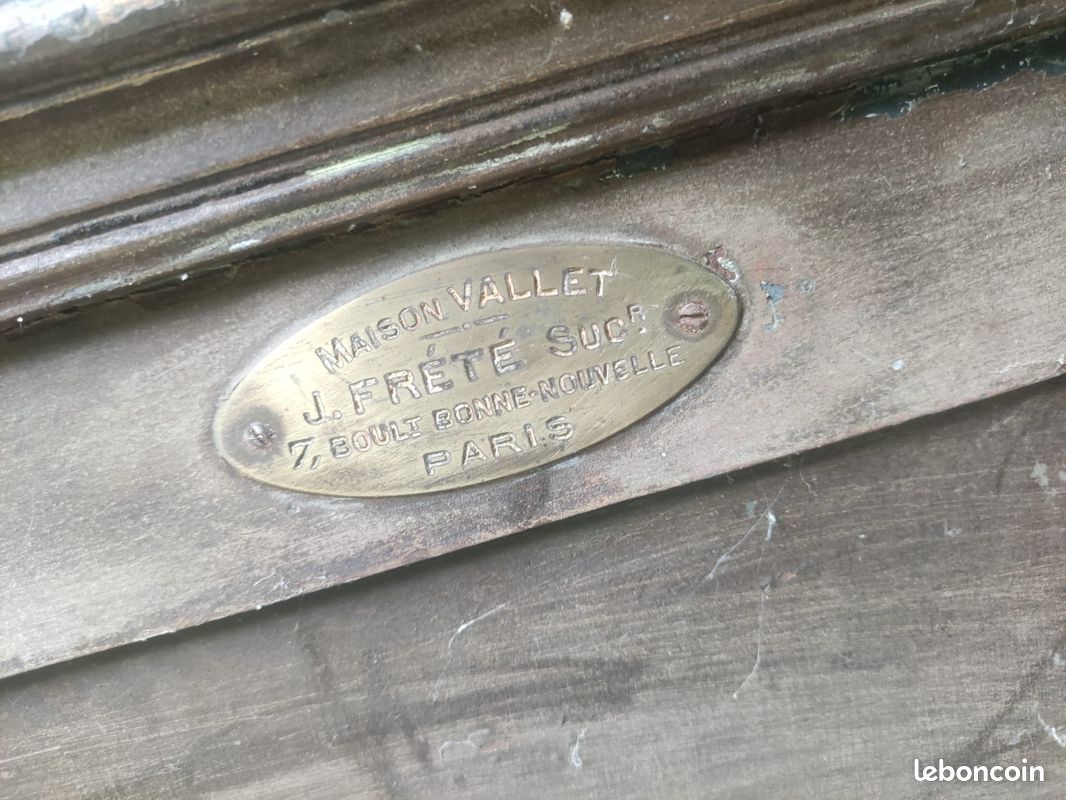 MAISON VALLET
J. FRÉTÉ SUCR
7, BOULT BONNE-NOUVELLE
PARIS
leboncoin